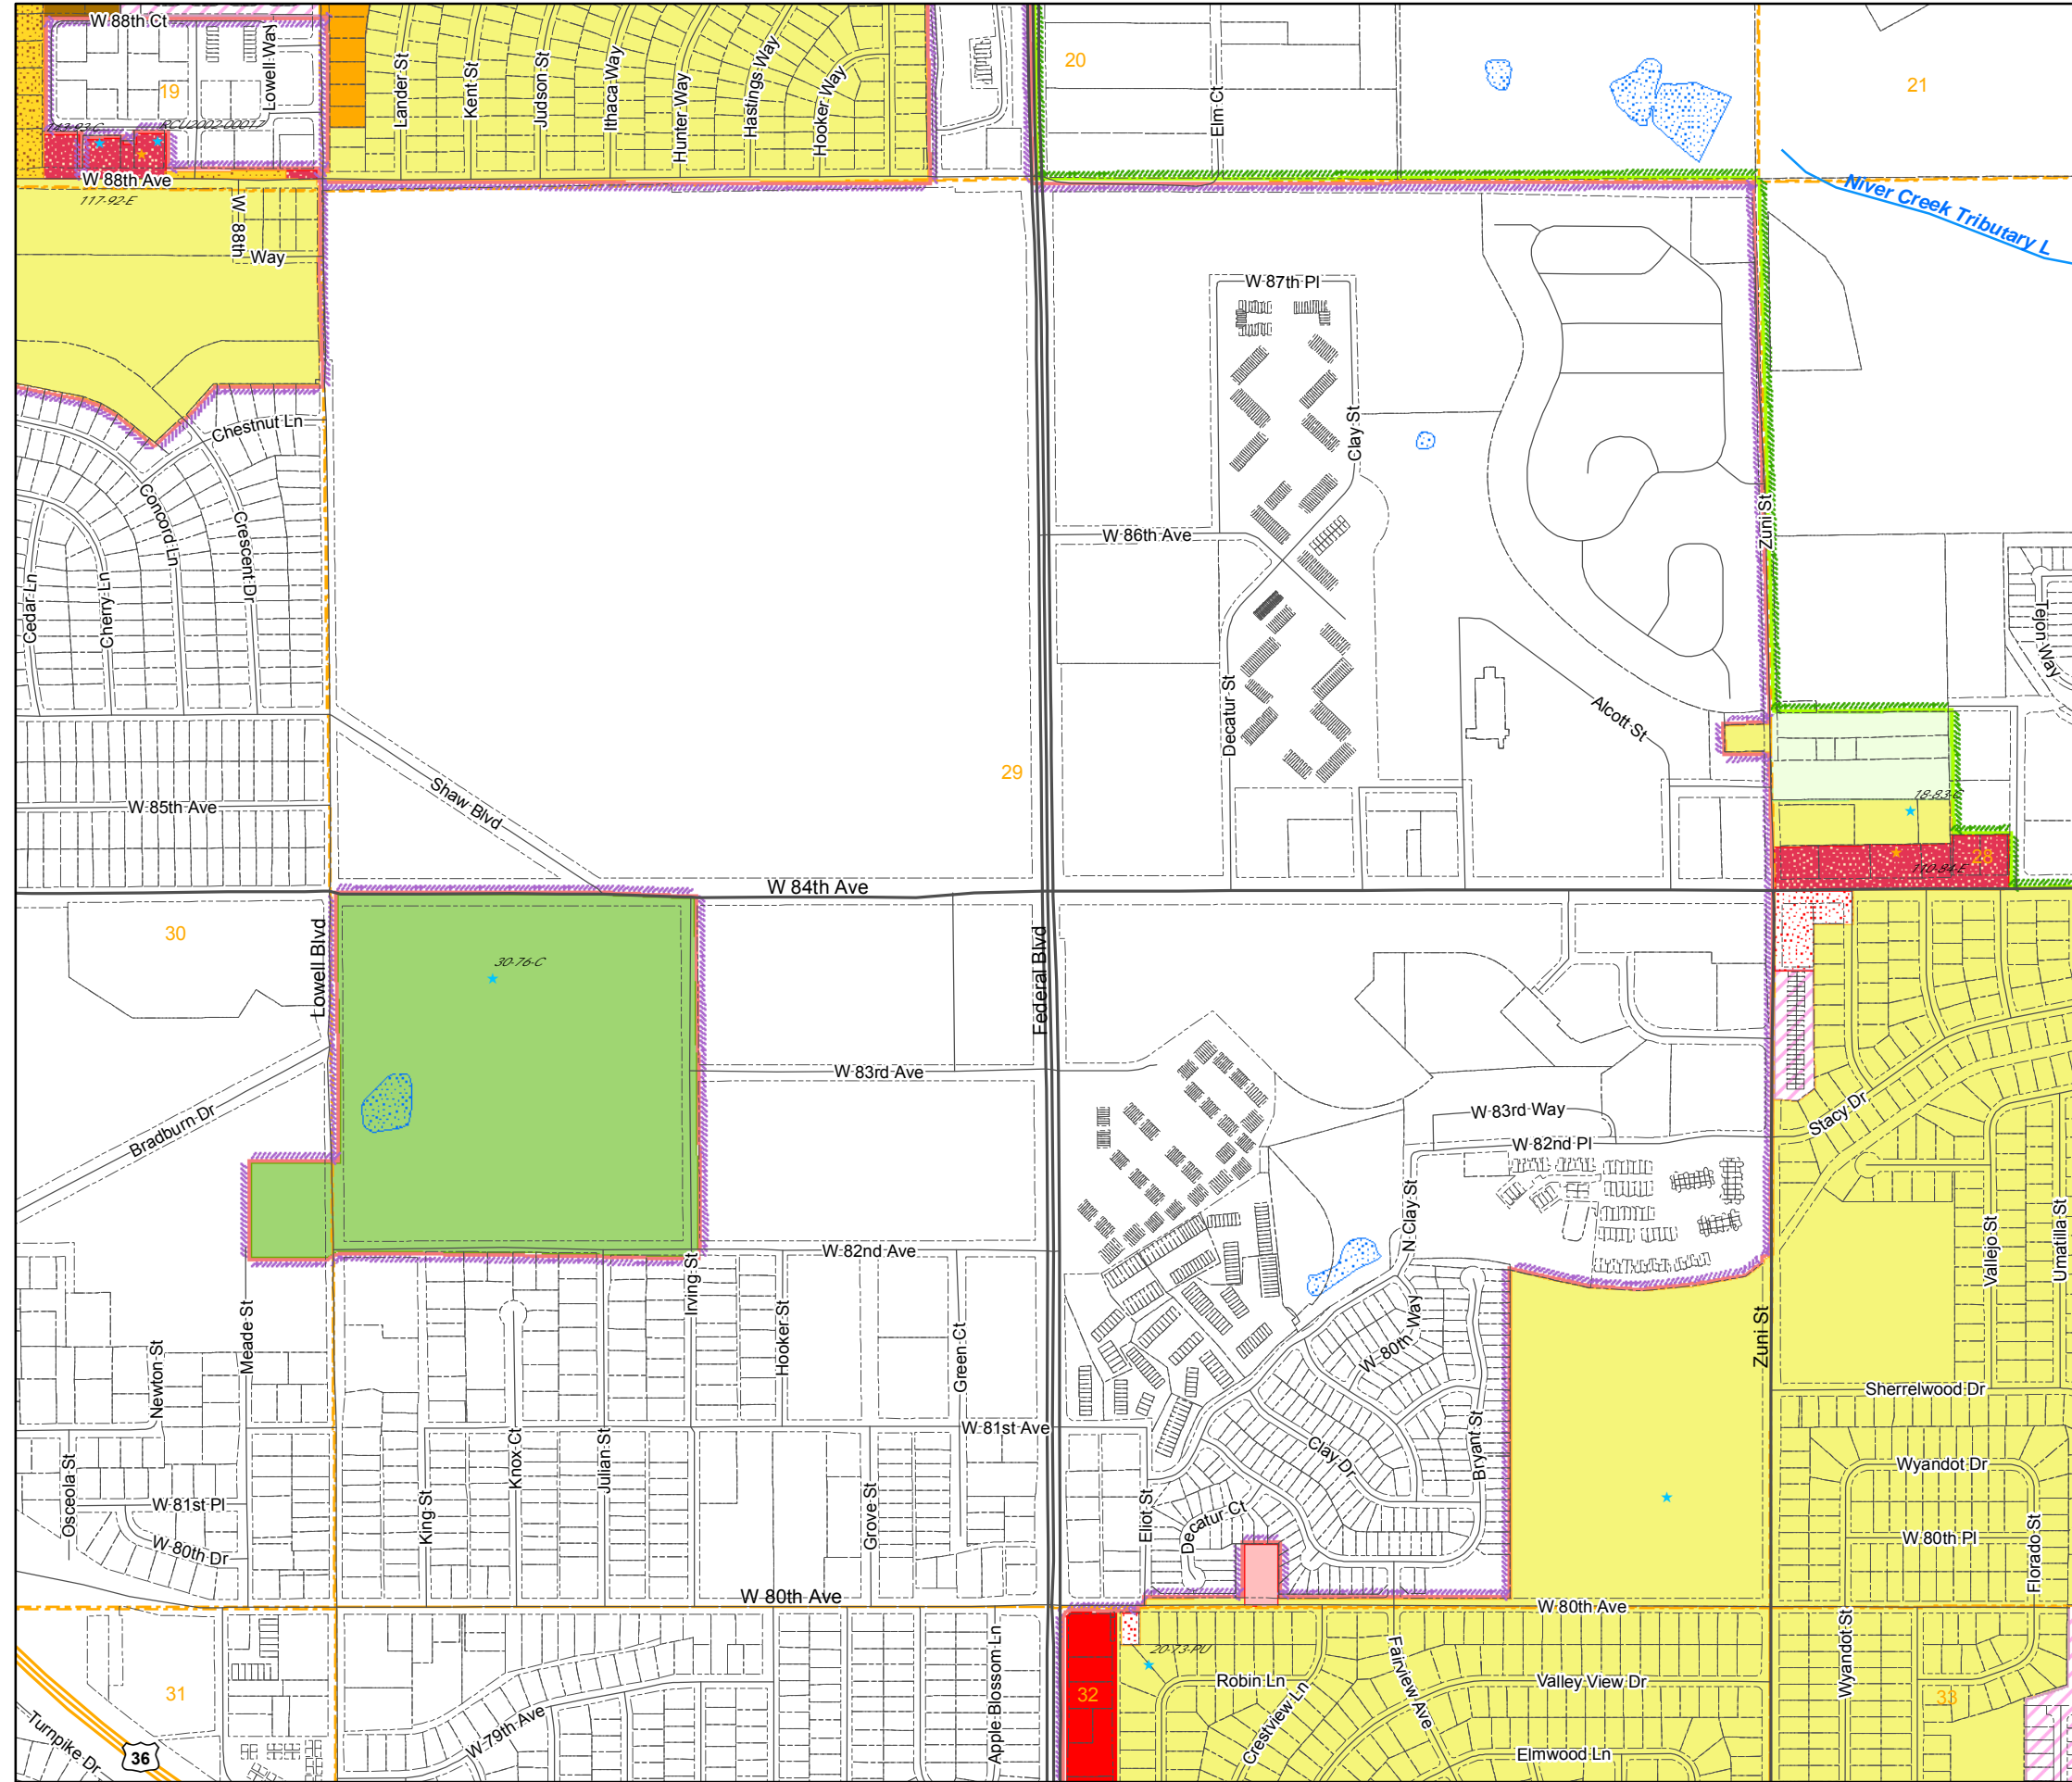 W 88th Ct
Lowell Way
19
143-93-C
RCU2002-00017
W 88th Ave
117-92-E
W 88th
Way
Lander St
Kent St
Judson St
Ithaca Way
Hunter Way
Hastings Way
Hooker Way
20
Elm Ct
21
Niver Creek Tributary L
W 87th Pl
Clay St
W 86th Ave
Decatur St
Alcott St
Zuni St
Tejon Way
Chestnut Ln
Concord Ln
Crescent Dr
Cedar Ln
Cherry Ln
Shaw Blvd
W 85th Ave
29
18-83-C
28
110-84-E
W 84th Ave
30
Lowell Blvd
30-76-C
Federal Blvd
W 83rd Ave
Bradburn Dr
W 83rd Way
W 82nd Pl
Stacy Dr
N Clay St
W 82nd Ave
Irving St
Hooker St
Green Ct
Meade St
Newton St
W 80th Way
Zuni St
Vallejo St
Umatilla St
Sherrelwood Dr
W 81st Ave
Osceola St
Knox Ct
Julian St
King St
Grove St
W 81st Pl
W 80th Dr
Clay Dr
Bryant St
Eliot St
Decatur Ct
Wyandot Dr
W 80th Pl
Florado St
W 80th Ave
W 80th Ave
20-73-PU
31
32
33
Robin Ln
Crestview Ln
Fairview Ave
Valley View Dr
Wyandot St
Elmwood Ln
Apple Blossom Ln
W 79th Ave
Turnpike Dr
36